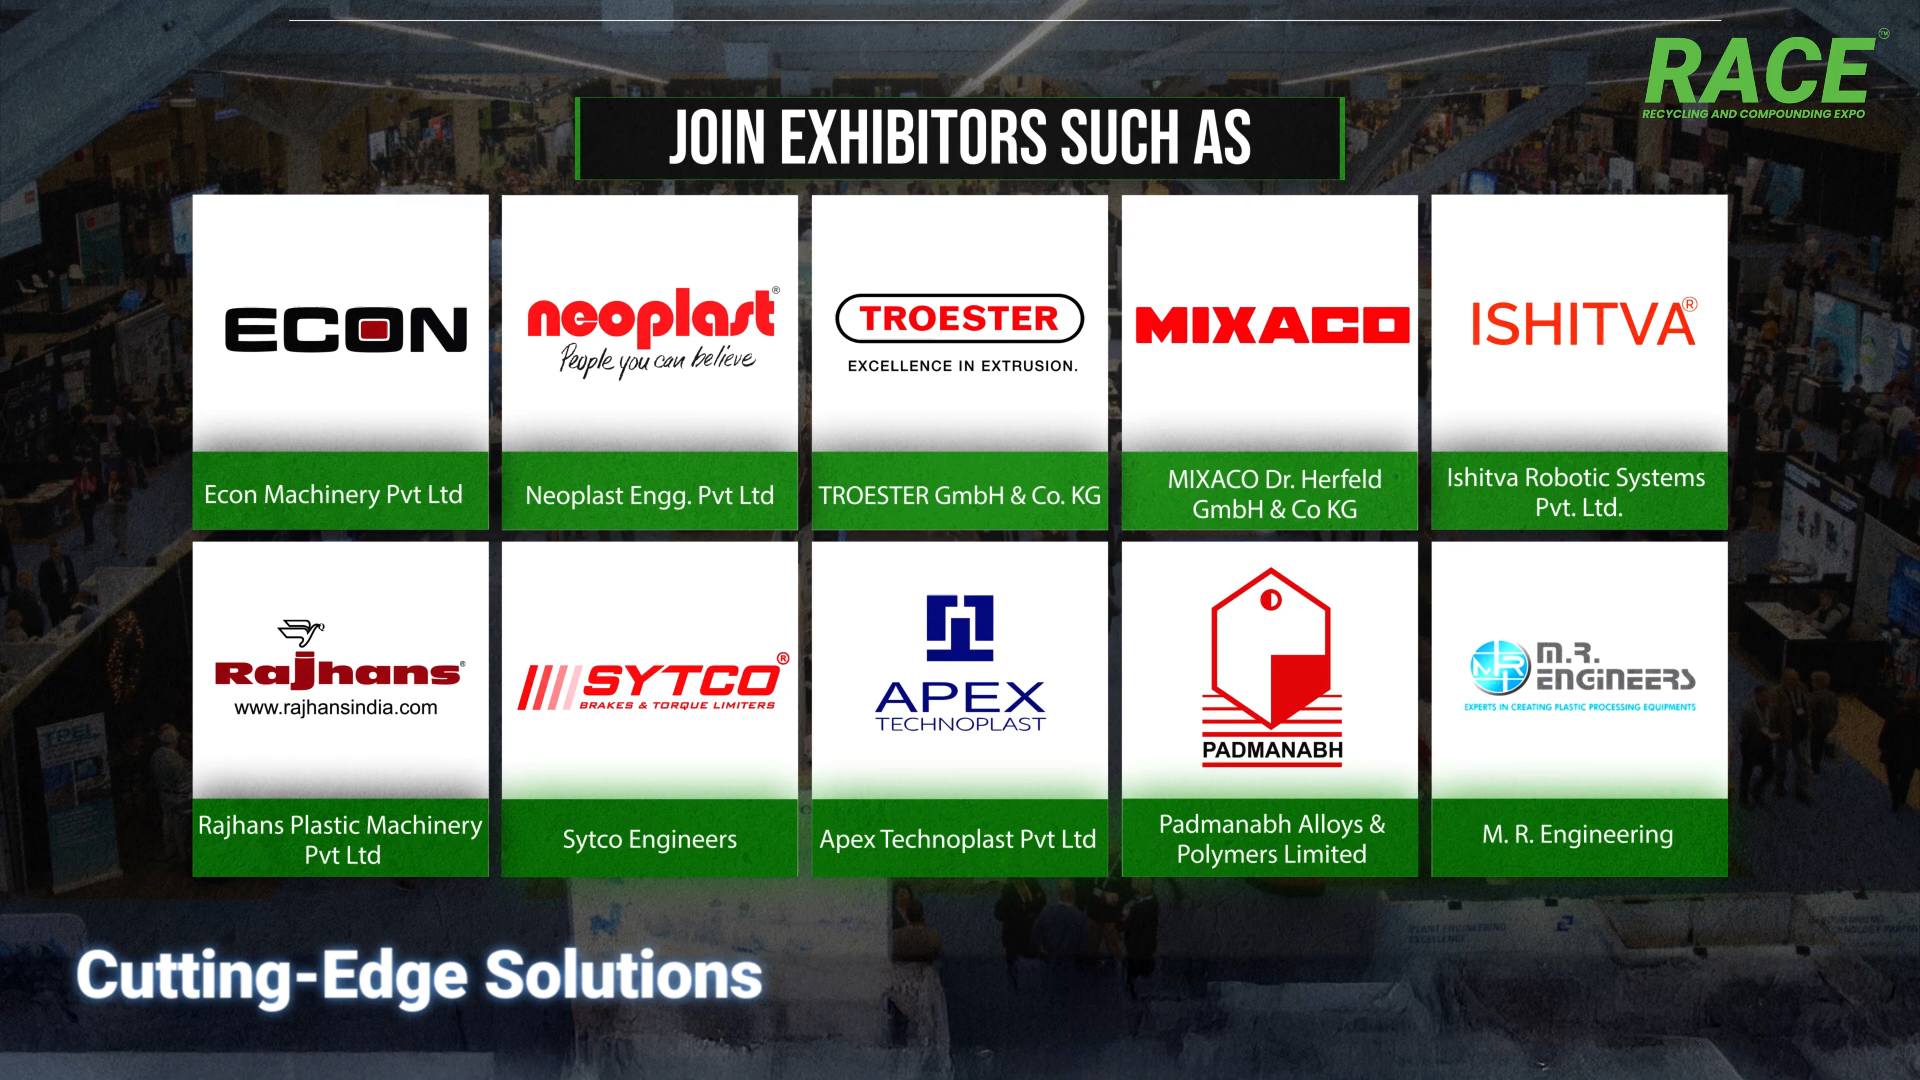 RACE™
RECYCLING AND COMPOUNDING EXPO
JOIN EXHIBITORS SUCH AS
ECON
Econ Machinery Pvt Ltd
neoplast®
People you can believe
Neoplast Engg. Pvt Ltd
TROESTER
EXCELLENCE IN EXTRUSION.
TROESTER GmbH & Co. KG
MIXACO
MIXACO Dr. Herfeld
GmbH & Co KG
ISHITVA®
Ishitva Robotic Systems
Pvt. Ltd.
Rajhans®
www.rajhansindia.com
Rajhans Plastic Machinery
Pvt Ltd
SYTCO®
BRAKES & TORQUE LIMITERS
Sytco Engineers
APEX
TECHNOPLAST
Apex Technoplast Pvt Ltd
PADMANABH
Padmanabh Alloys &
Polymers Limited
MR
M.R.
ENGINEERS
EXPERTS IN CREATING PLASTIC PROCESSING EQUIPMENTS
M. R. Engineering
Cutting-Edge Solutions